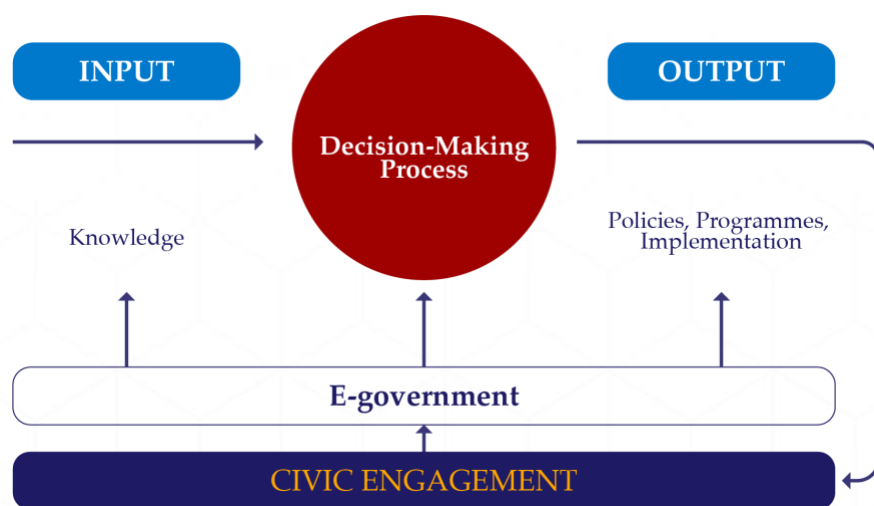 INPUT
OUTPUT
Decision-Making
Process
Knowledge
Policies, Programmes,
Implementation
E-government
CIVIC ENGAGEMENT